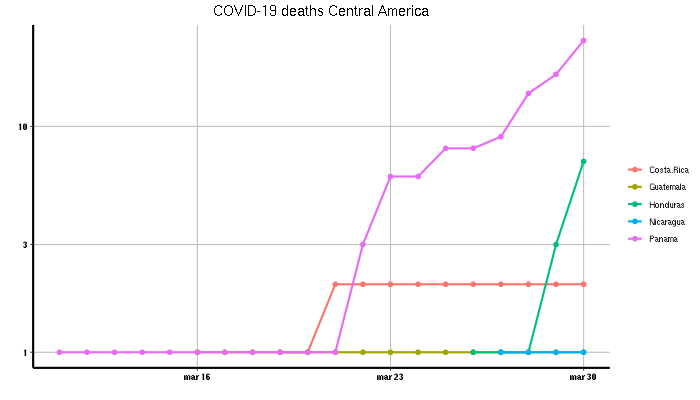 COVID-19 deaths Central America
10
3
1
mar 16
mar 23
mar 30
Costa.Rica
Guatemala
Honduras
Nicaragua
Panama